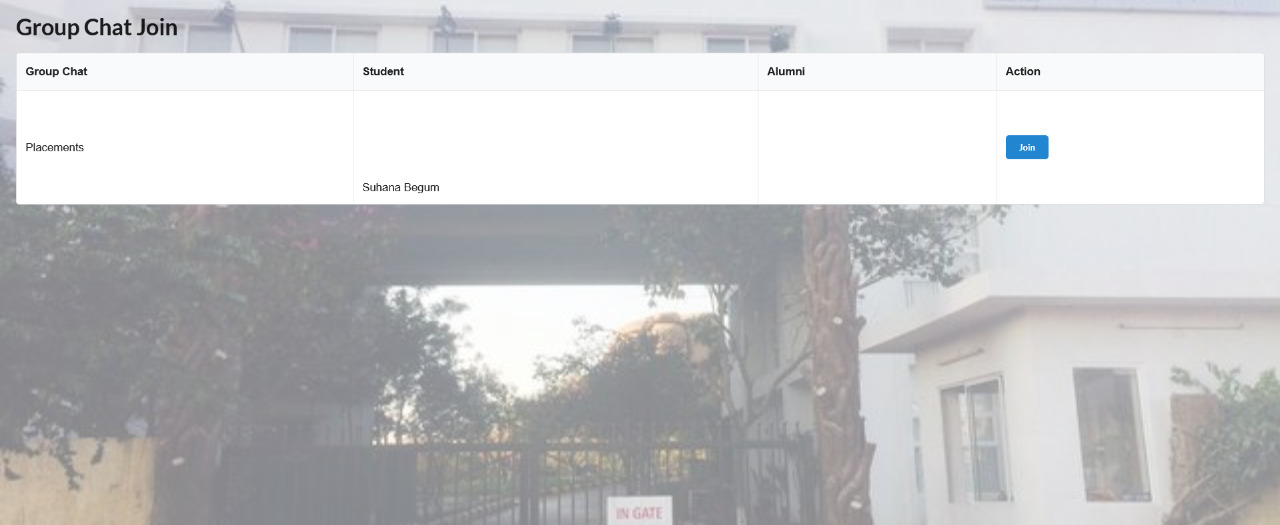 Group Chat Join
Group Chat Student Alumni Action
Placements Join
Suhana Begum
IN GATE